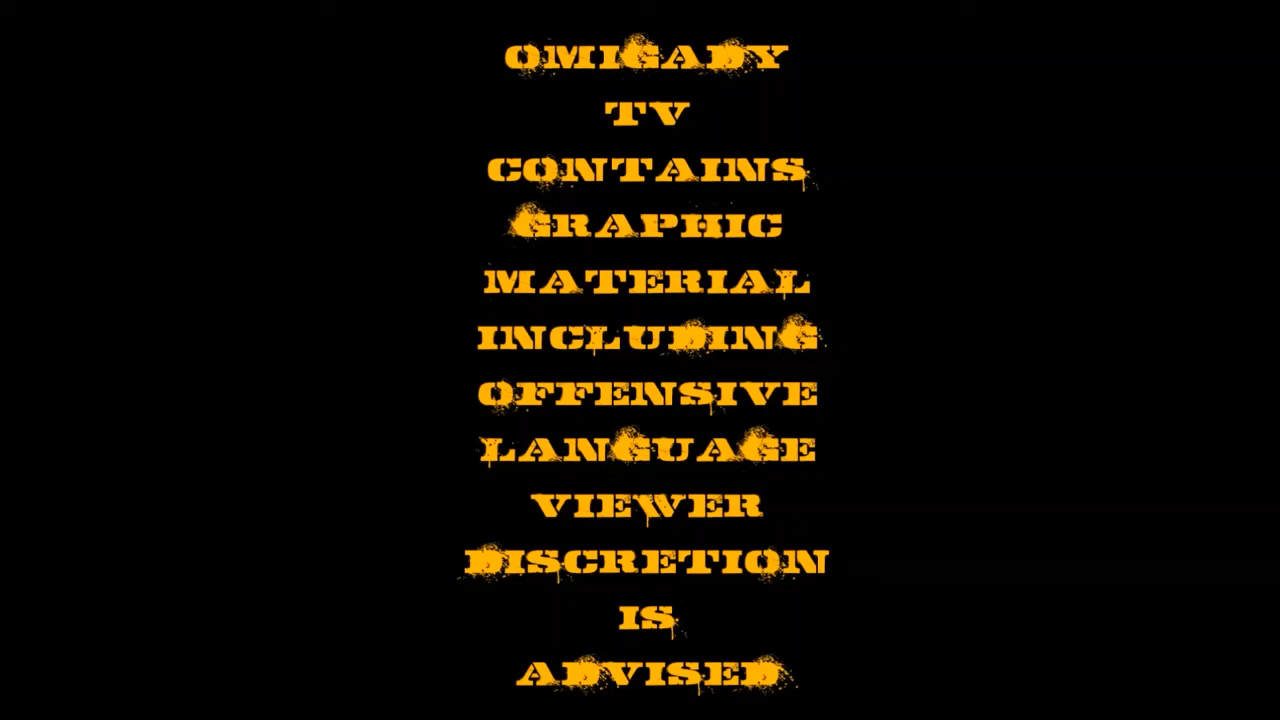 OMIGADY
TV
CONTAINS
GRAPHIC
MATERIAL
INCLUDING
OFFENSIVE
LANGUAGE
VIEWER
DISCRETION
IS
ADVISED